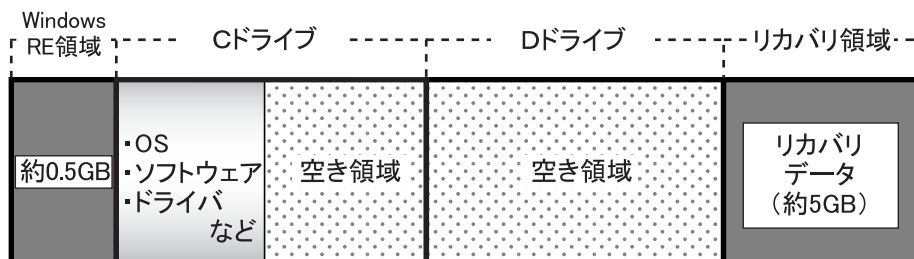 Windows
RE領域
Cドライブ
Dドライブ
リカバリ領域
約0.5GB
・OS
・ソフトウェア
・ドライバ
など
空き領域
空き領域
リカバリ
データ
（約5GB）